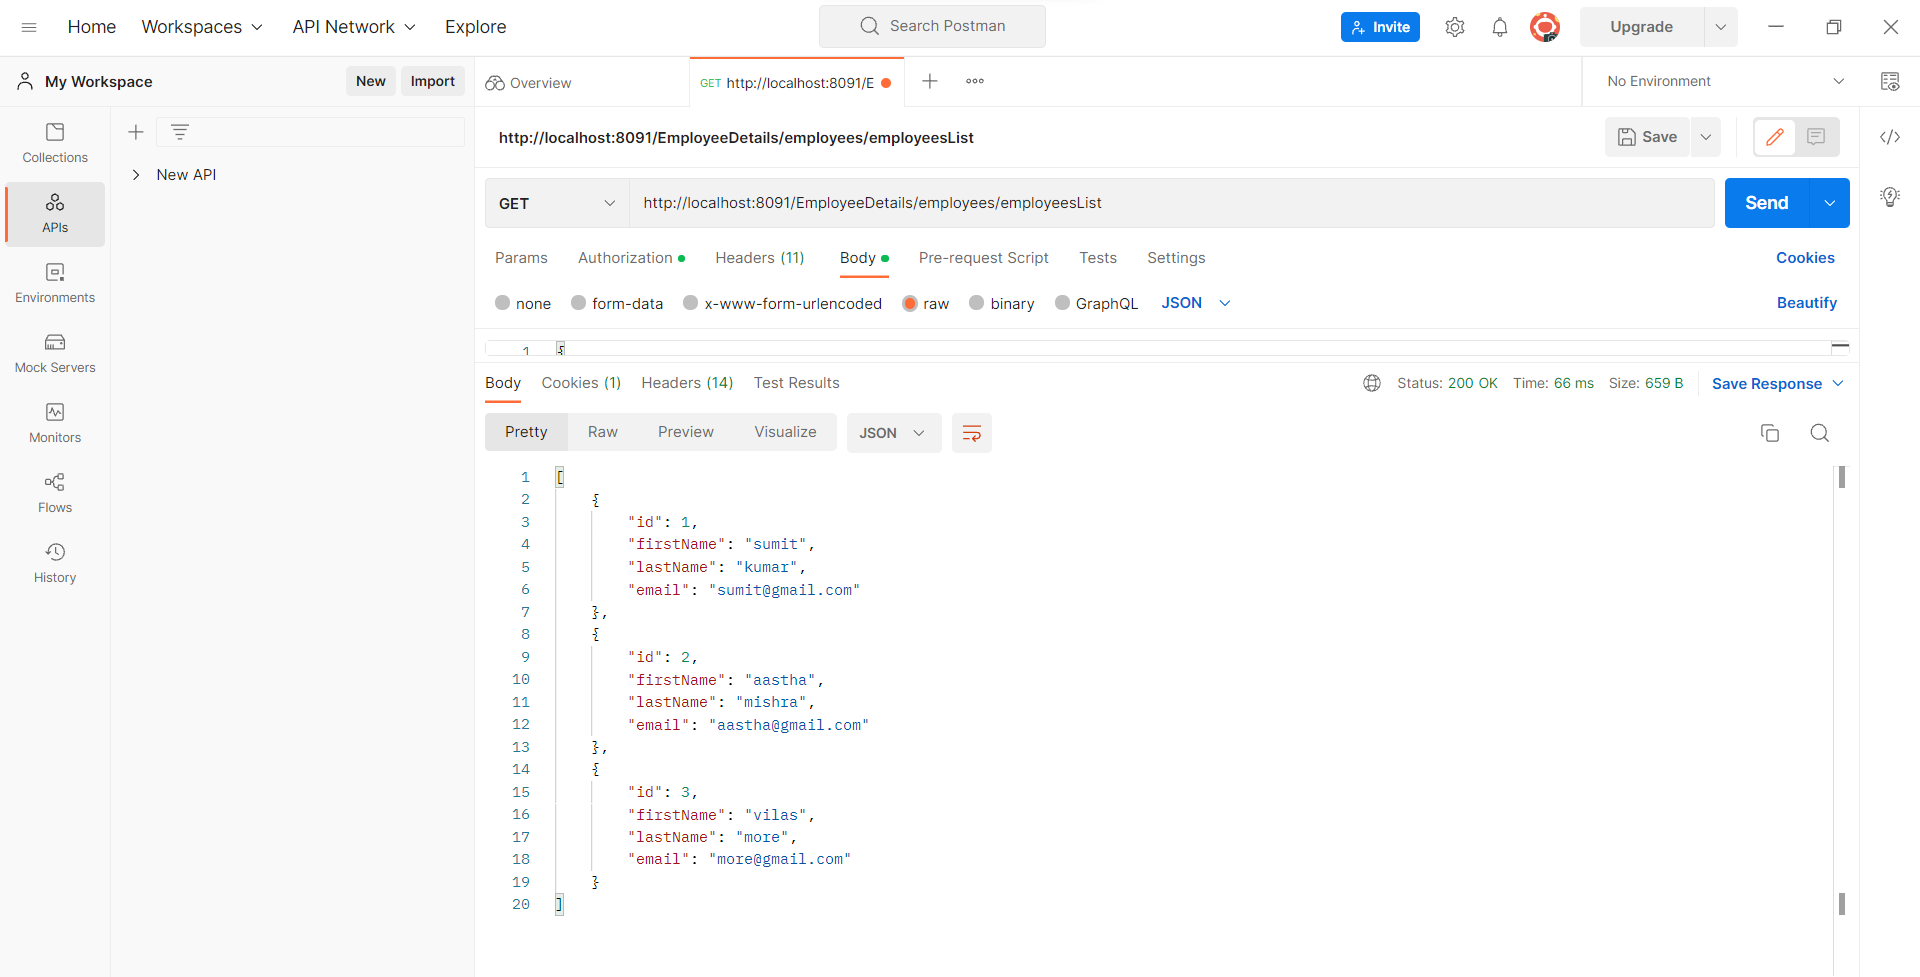 Home Workspaces API Network Explore Search Postman Invite Upgrade
My Workspace New Import Overview GET http://localhost:8091/E No Environment
Collections
APIs
Environments
Mock Servers
Monitors
Flows
History
New API
http://localhost:8091/EmployeeDetails/employees/employeesList Save
GET http://localhost:8091/EmployeeDetails/employees/employeesList Send
Params Authorization Headers (11) Body Pre-request Script Tests Settings Cookies
none form-data x-www-form-urlencoded raw binary GraphQL JSON Beautify
1 {
Body Cookies (1) Headers (14) Test Results Status: 200 OK Time: 66 ms Size: 659 B Save Response
Pretty Raw Preview Visualize JSON
1 [
2 {
3 "id": 1,
4 "firstName": "sumit",
5 "lastName": "kumar",
6 "email": "sumit@gmail.com"
7 },
8 {
9 "id": 2,
10 "firstName": "aastha",
11 "lastName": "mishra",
12 "email": "aastha@gmail.com"
13 },
14 {
15 "id": 3,
16 "firstName": "vilas",
17 "lastName": "more",
18 "email": "more@gmail.com"
19 }
20 ]